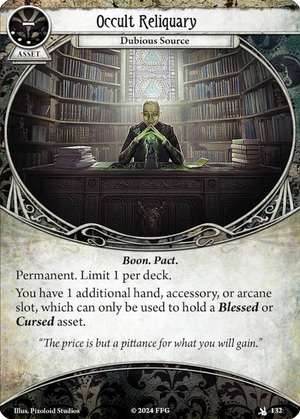 Occult Reliquary
Dubious Source
ASSET
Boon. Pact.
Permanent. Limit 1 per deck.
You have 1 additional hand, accessory, or arcane
slot, which can only be used to hold a Blessed or
Cursed asset.
“The price is but a pittance for what you will gain.”
Illus. Pixoloid Studios
© 2024 FFG
132